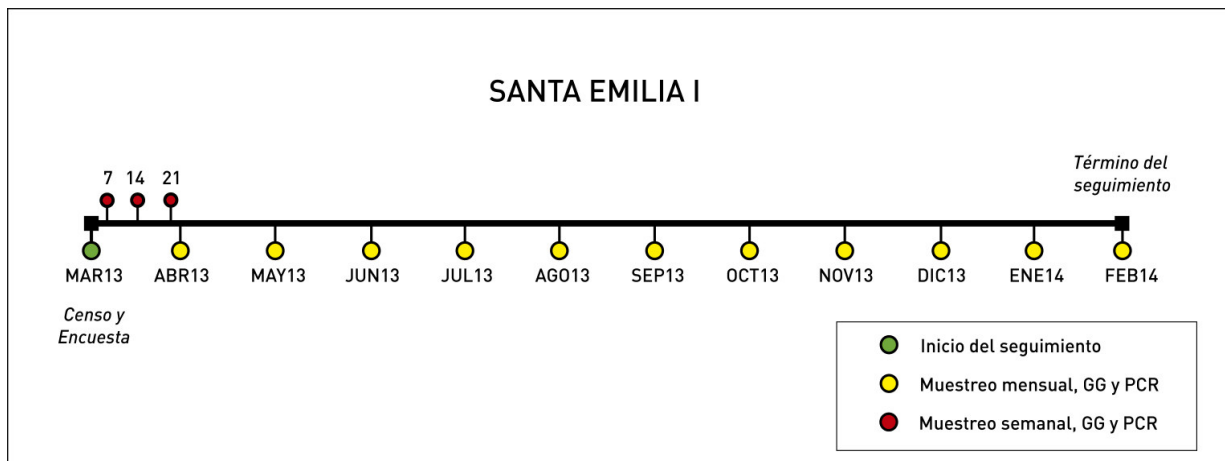 SANTA EMILIA I
Término del
seguimiento
7 14 21
MAR13 ABR13 MAY13 JUN13 JUL13 AGO13 SEP13 OCT13 NOV13 DIC13 ENE14 FEB14
Censo y
Encuesta
Inicio del seguimiento
Muestreo mensual, GG y PCR
Muestreo semanal, GG y PCR